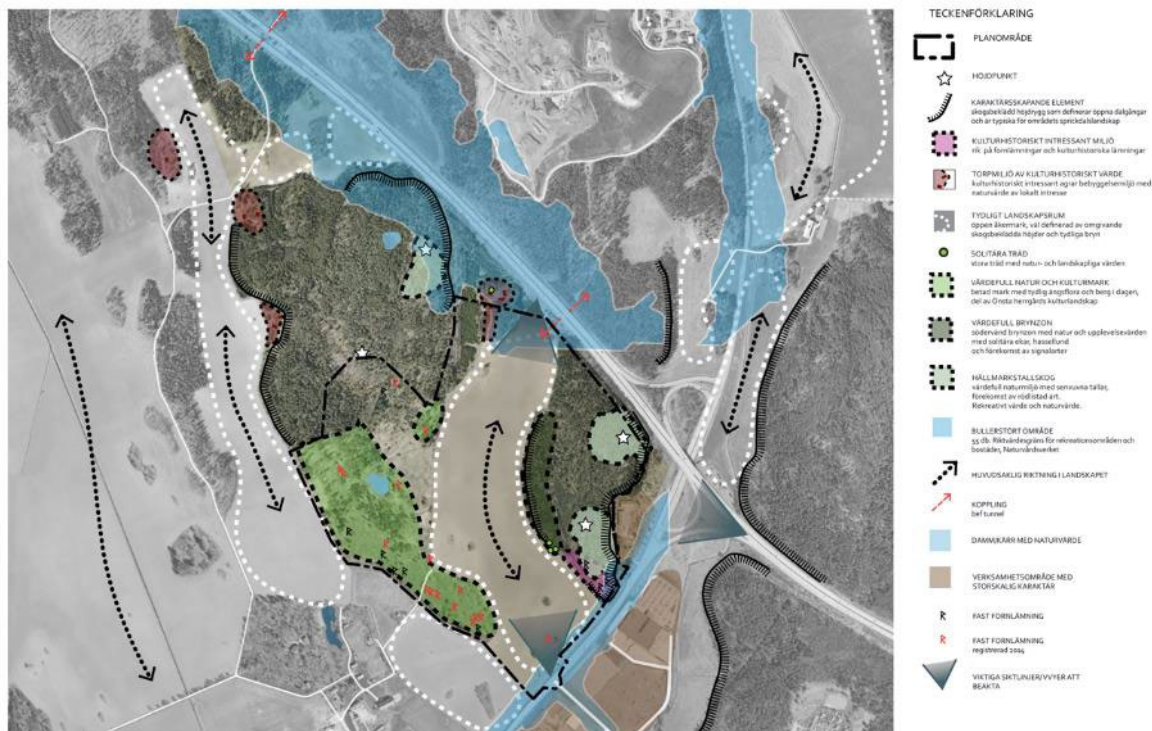 TECKENFÖRKLARING
PLANOMRÅDE
HÖJDPUNKT
KARAKTÄRSSKAPANDE ELEMENT
skogsbeklädd höjdrygg som definerar öppna dalgångar
och är typiska för områdets sprickdalslandskap
KULTURHISTORISKT INTRESSANT MILJÖ
rik på fornlämningar och kulturhistoriska lämningar
TORPMILJÖ AV KULTURHISTORISKT VÄRDE
kulturhistoriskt intressant agrar bebyggelsemiljö med
naturvärde av lokalt intresse
TYDLIGT LANDSKAPSRUM
öppen åkermark, väl definerad av omgivande
skogsbeklädda höjder och tydliga bryn
SOLITÄRA TRÄD
stora träd med natur- och landskapliga värden
VÄRDEFULL NATUR OCH KULTURMARK
betad mark med tydlig ängsflora och berg i dagen,
del av Önsta herrgårds kulturlandskap
VÄRDEFULL BRYNZON
södervänd brynzon med natur och upplevelsevärden
med solitära ekar, hassellund
och förekomst av signalarter
HÄLLMARKSTALLSKOG
värdefull naturmiljö med senvuxna tallar,
förekomst av rödlistad art.
Rekreativt värde och naturvärde.
BULLERSTÖRT OMRÅDE
55 db. Riktvärdesgräns för rekreationsområden och
bostäder, Naturvårdsverket
HUVUDSAKLIG RIKTNING I LANDSKAPET
KOPPLING
bef tunnel
DAMM/KÄRR MED NATURVÄRDE
VERKSAMHETSOMRÅDE MED
STORSKALIG KARAKTÄR
FAST FORNLÄMNING
FAST FORNLÄMNING
registrerad 2014
VIKTIGA SIKTLINJER/VYER ATT
BEAKTA